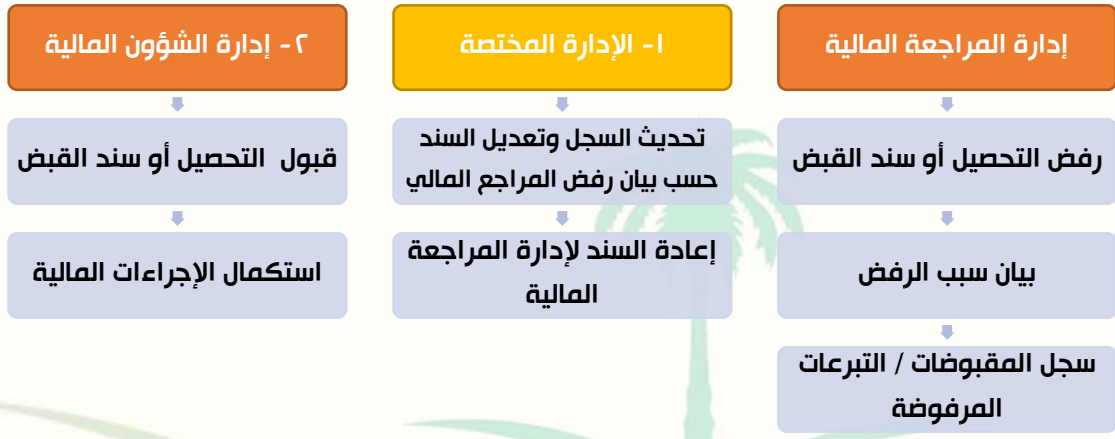 إدارة المراجعة المالية
رفض التحصيل أو سند القبض
بيان سبب الرفض
سجل المقبوضات / التبرعات
المرفوضة
١- الإدارة المختصة
تحديث السجل وتعديل السند
حسب بيان رفض المراجع المالي
إعادة السند لإدارة المراجعة
المالية
٢- إدارة الشؤون المالية
قبول التحصيل أو سند القبض
استكمال الإجراءات المالية